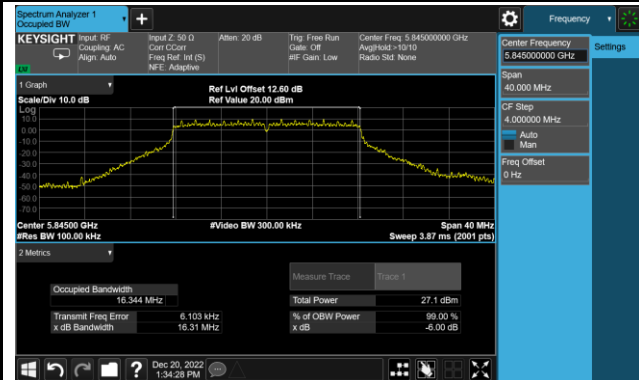 Spectrum Analyzer 1
Occupied BW
Frequency
KEYSIGHT
Input: RF
Coupling: AC
Align: Auto
Input Z: 50 Ω
Corr CCorr
Freq Ref: Int (S)
NFE: Adaptive
Atten: 20 dB
Trig: Free Run
Gate: Off
#IF Gain: Low
Center Freq: 5.845000000 GHz
Avg|Hold:>10/10
Radio Std: None
Center Frequency
5.845000000 GHz
Settings
Span
40.000 MHz
CF Step
4.000000 MHz
Auto
Man
Freq Offset
0 Hz
1 Graph
Scale/Div 10.0 dB
Ref Lvl Offset 12.60 dB
Ref Value 20.00 dBm
Log
10.0
0.00
-10.0
-20.0
-30.0
-40.0
-50.0
-60.0
-70.0
Center 5.84500 GHz
#Video BW 300.00 kHz
Span 40 MHz
#Res BW 100.00 kHz
Sweep 3.87 ms (2001 pts)
2 Metrics
Measure Trace
Trace 1
Occupied Bandwidth
16.344 MHz
Total Power
27.1 dBm
Transmit Freq Error
6.103 kHz
% of OBW Power
99.00 %
x dB Bandwidth
16.31 MHz
x dB
-6.00 dB
Dec 20, 2022
1:34:28 PM